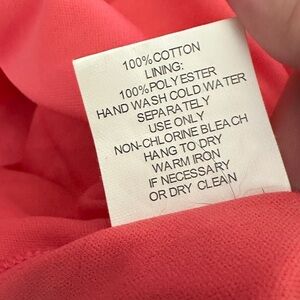 100%COTTON
LINING:
100%POLYESTER
HAND WASH COLD WATER
SEPARATELY
USE ONLY
NON-CHLORINE BLEACH
HANG TO DRY
WARM IRON
IF NECESSARY
OR DRY CLEAN